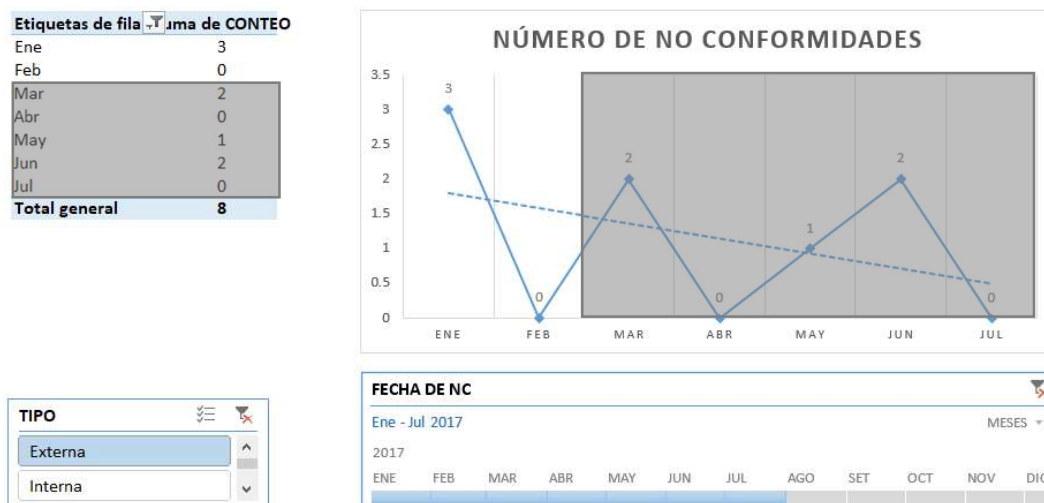 Etiquetas de fila uma de CONTEO
Ene 3
Feb 0
Mar 2
Abr 0
May 1
Jun 2
Jul 0
Total general 8
NÚMERO DE NO CONFORMIDADES
3.5
3
2.5
2
1.5
1
0.5
0
3
0
2
0
1
2
0
ENE FEB MAR ABR MAY JUN JUL
TIPO
Externa
Interna
FECHA DE NC
Ene - Jul 2017 MESES
2017
ENE FEB MAR ABR MAY JUN JUL AGO SET OCT NOV DIC